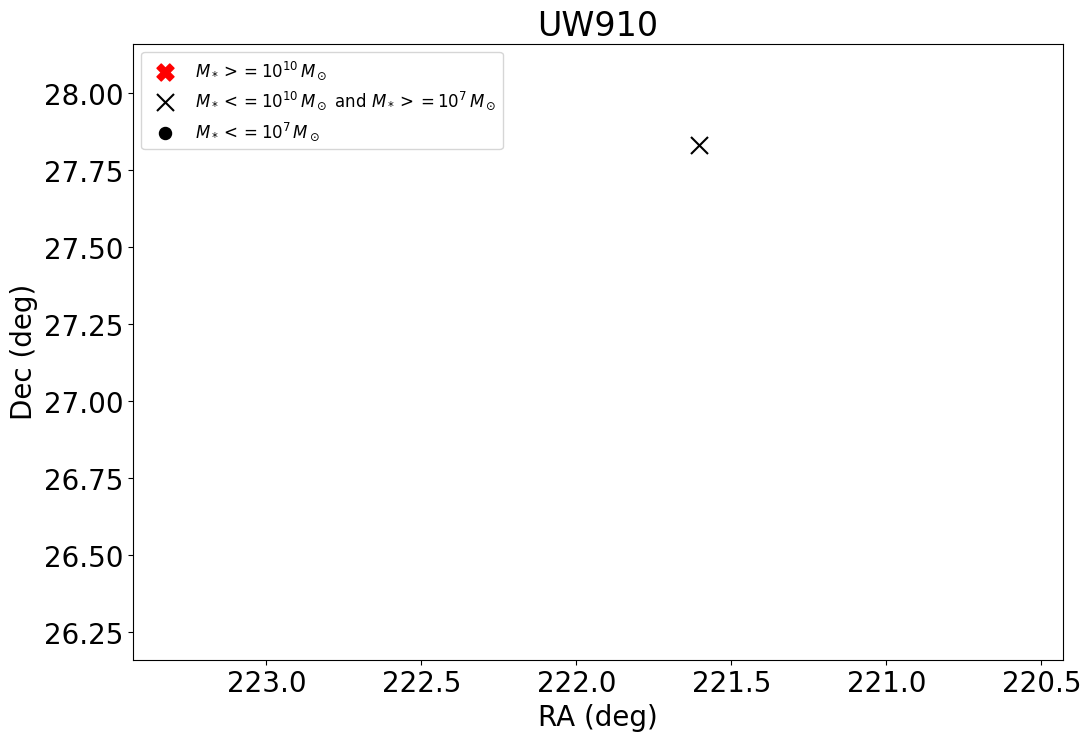 UW910
M* >= 10^10 M⊙
M* <= 10^10 M⊙ and M* >= 10^7 M⊙
M* <= 10^7 M⊙
28.00
27.75
27.50
27.25
27.00
26.75
26.50
26.25
Dec (deg)
223.0 222.5 222.0 221.5 221.0 220.5
RA (deg)